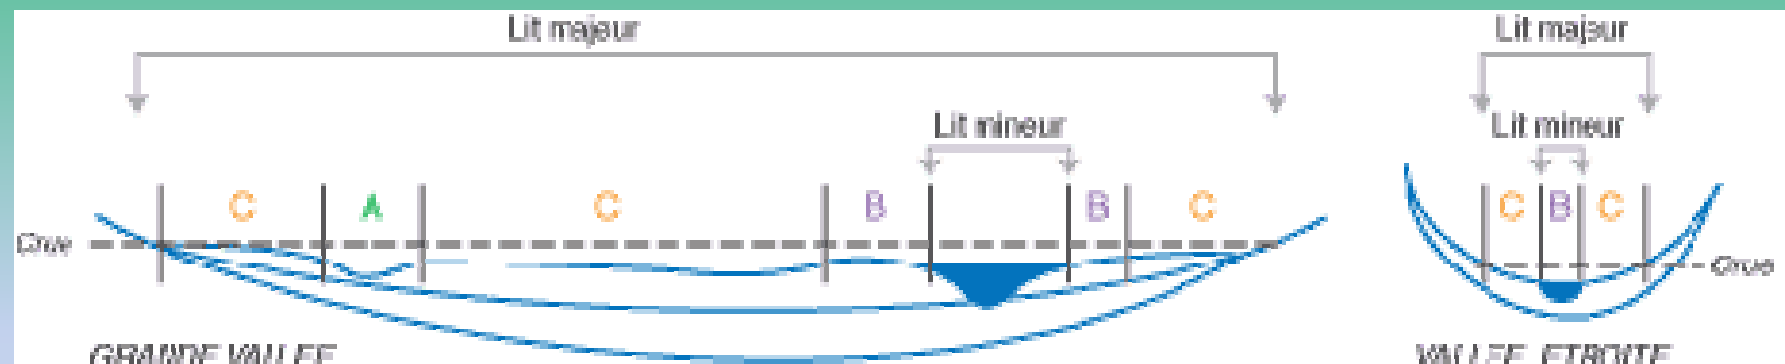 Lit majeur
Lit mineur
C A C B B C
Crue
GRANDE VALLEE
Lit majeur
Lit mineur
C B C
Crue
VALLEE ETROITE